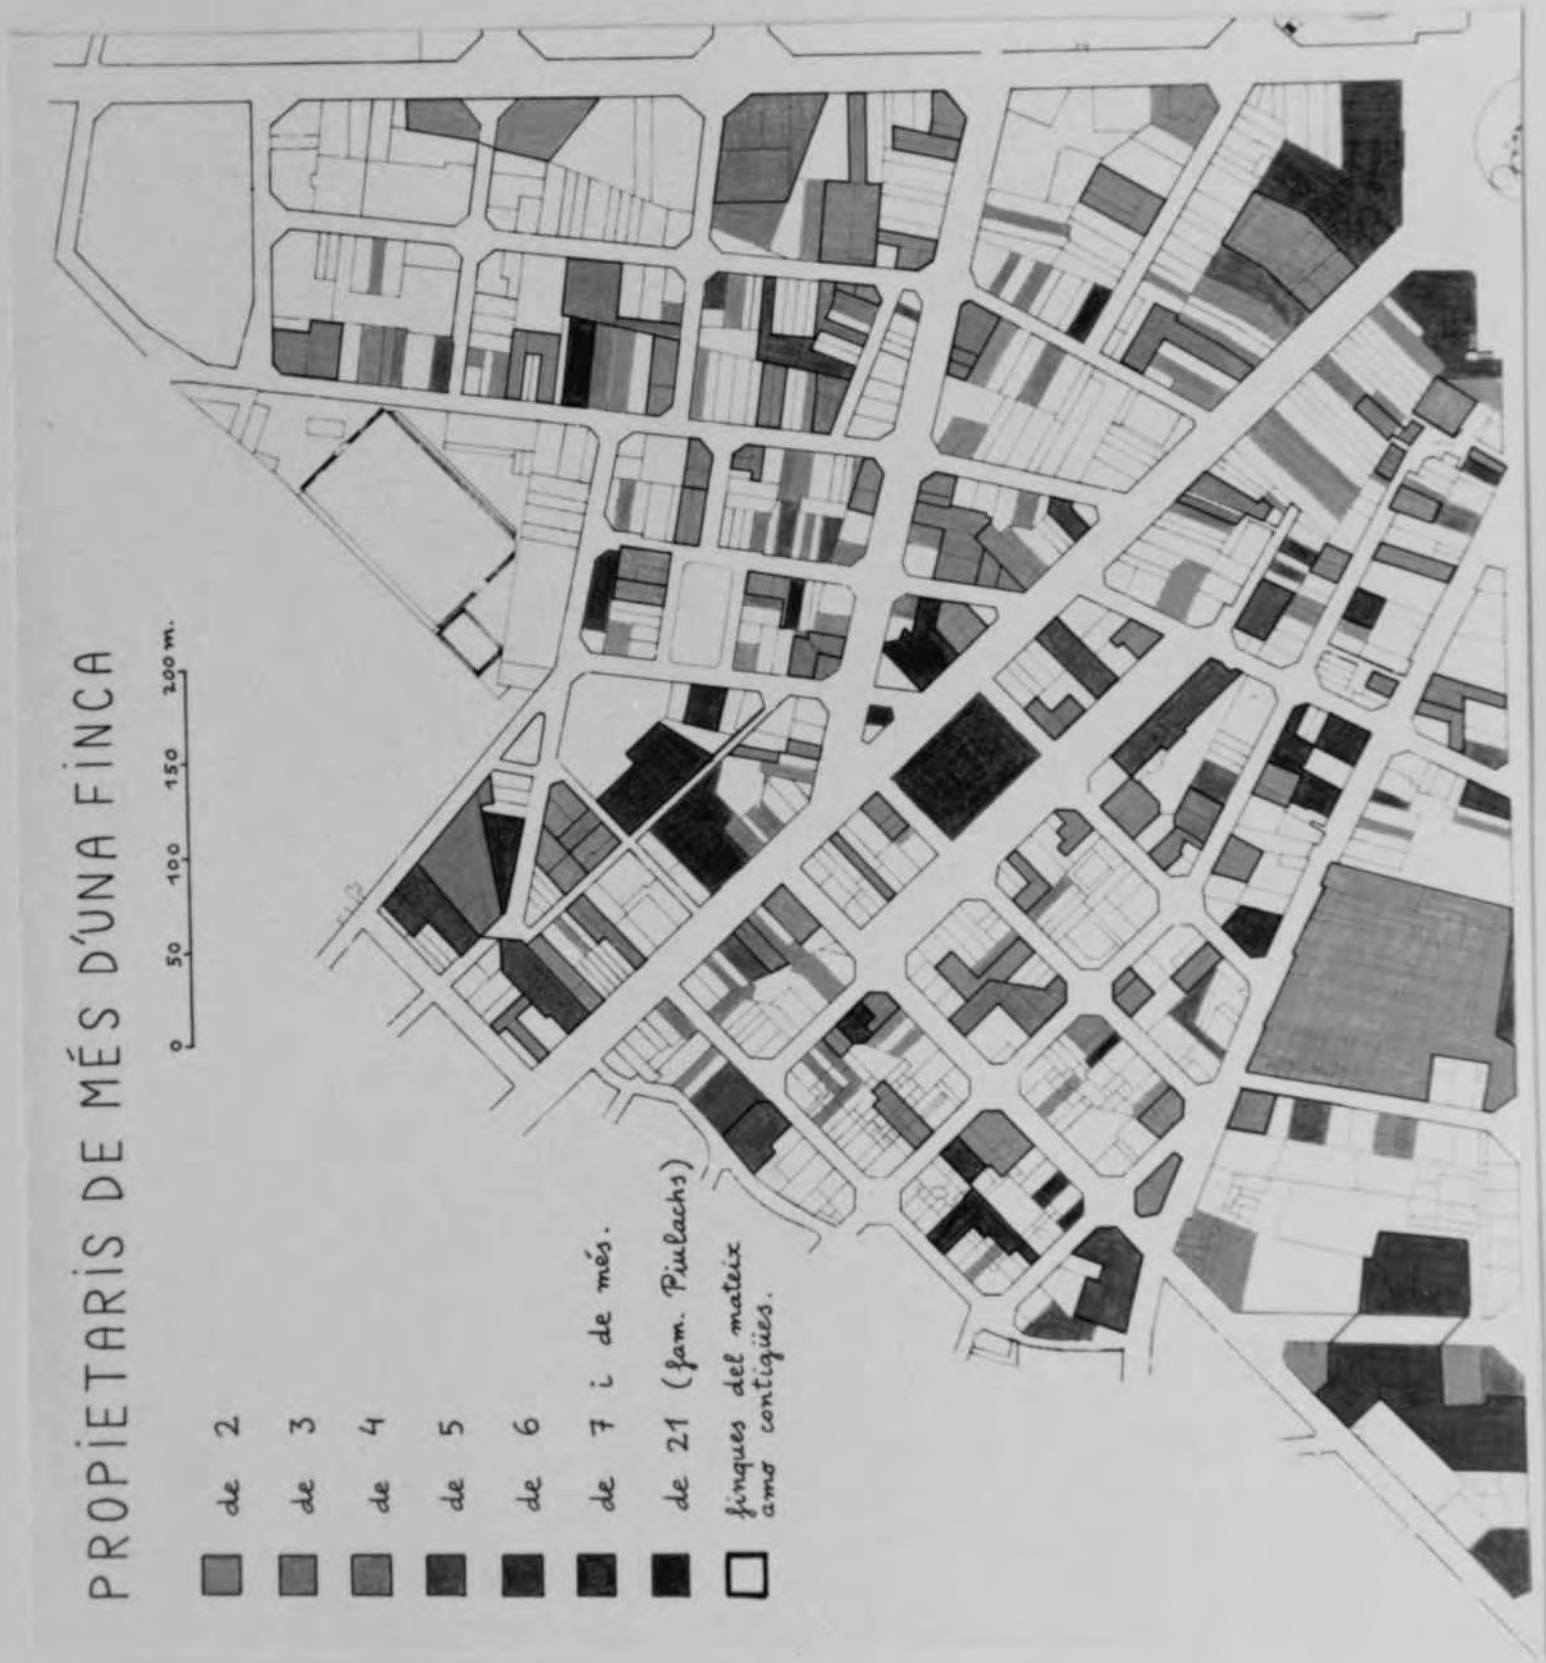 PROPiETARiS DE MÉS D'UNA FiNCA
0 50 100 150 200 m.
de 2
de 3
de 4
de 5
de 6
de 7 i de més.
de 21 (fam. Piulachs)
finques del mateix
amo contigües.